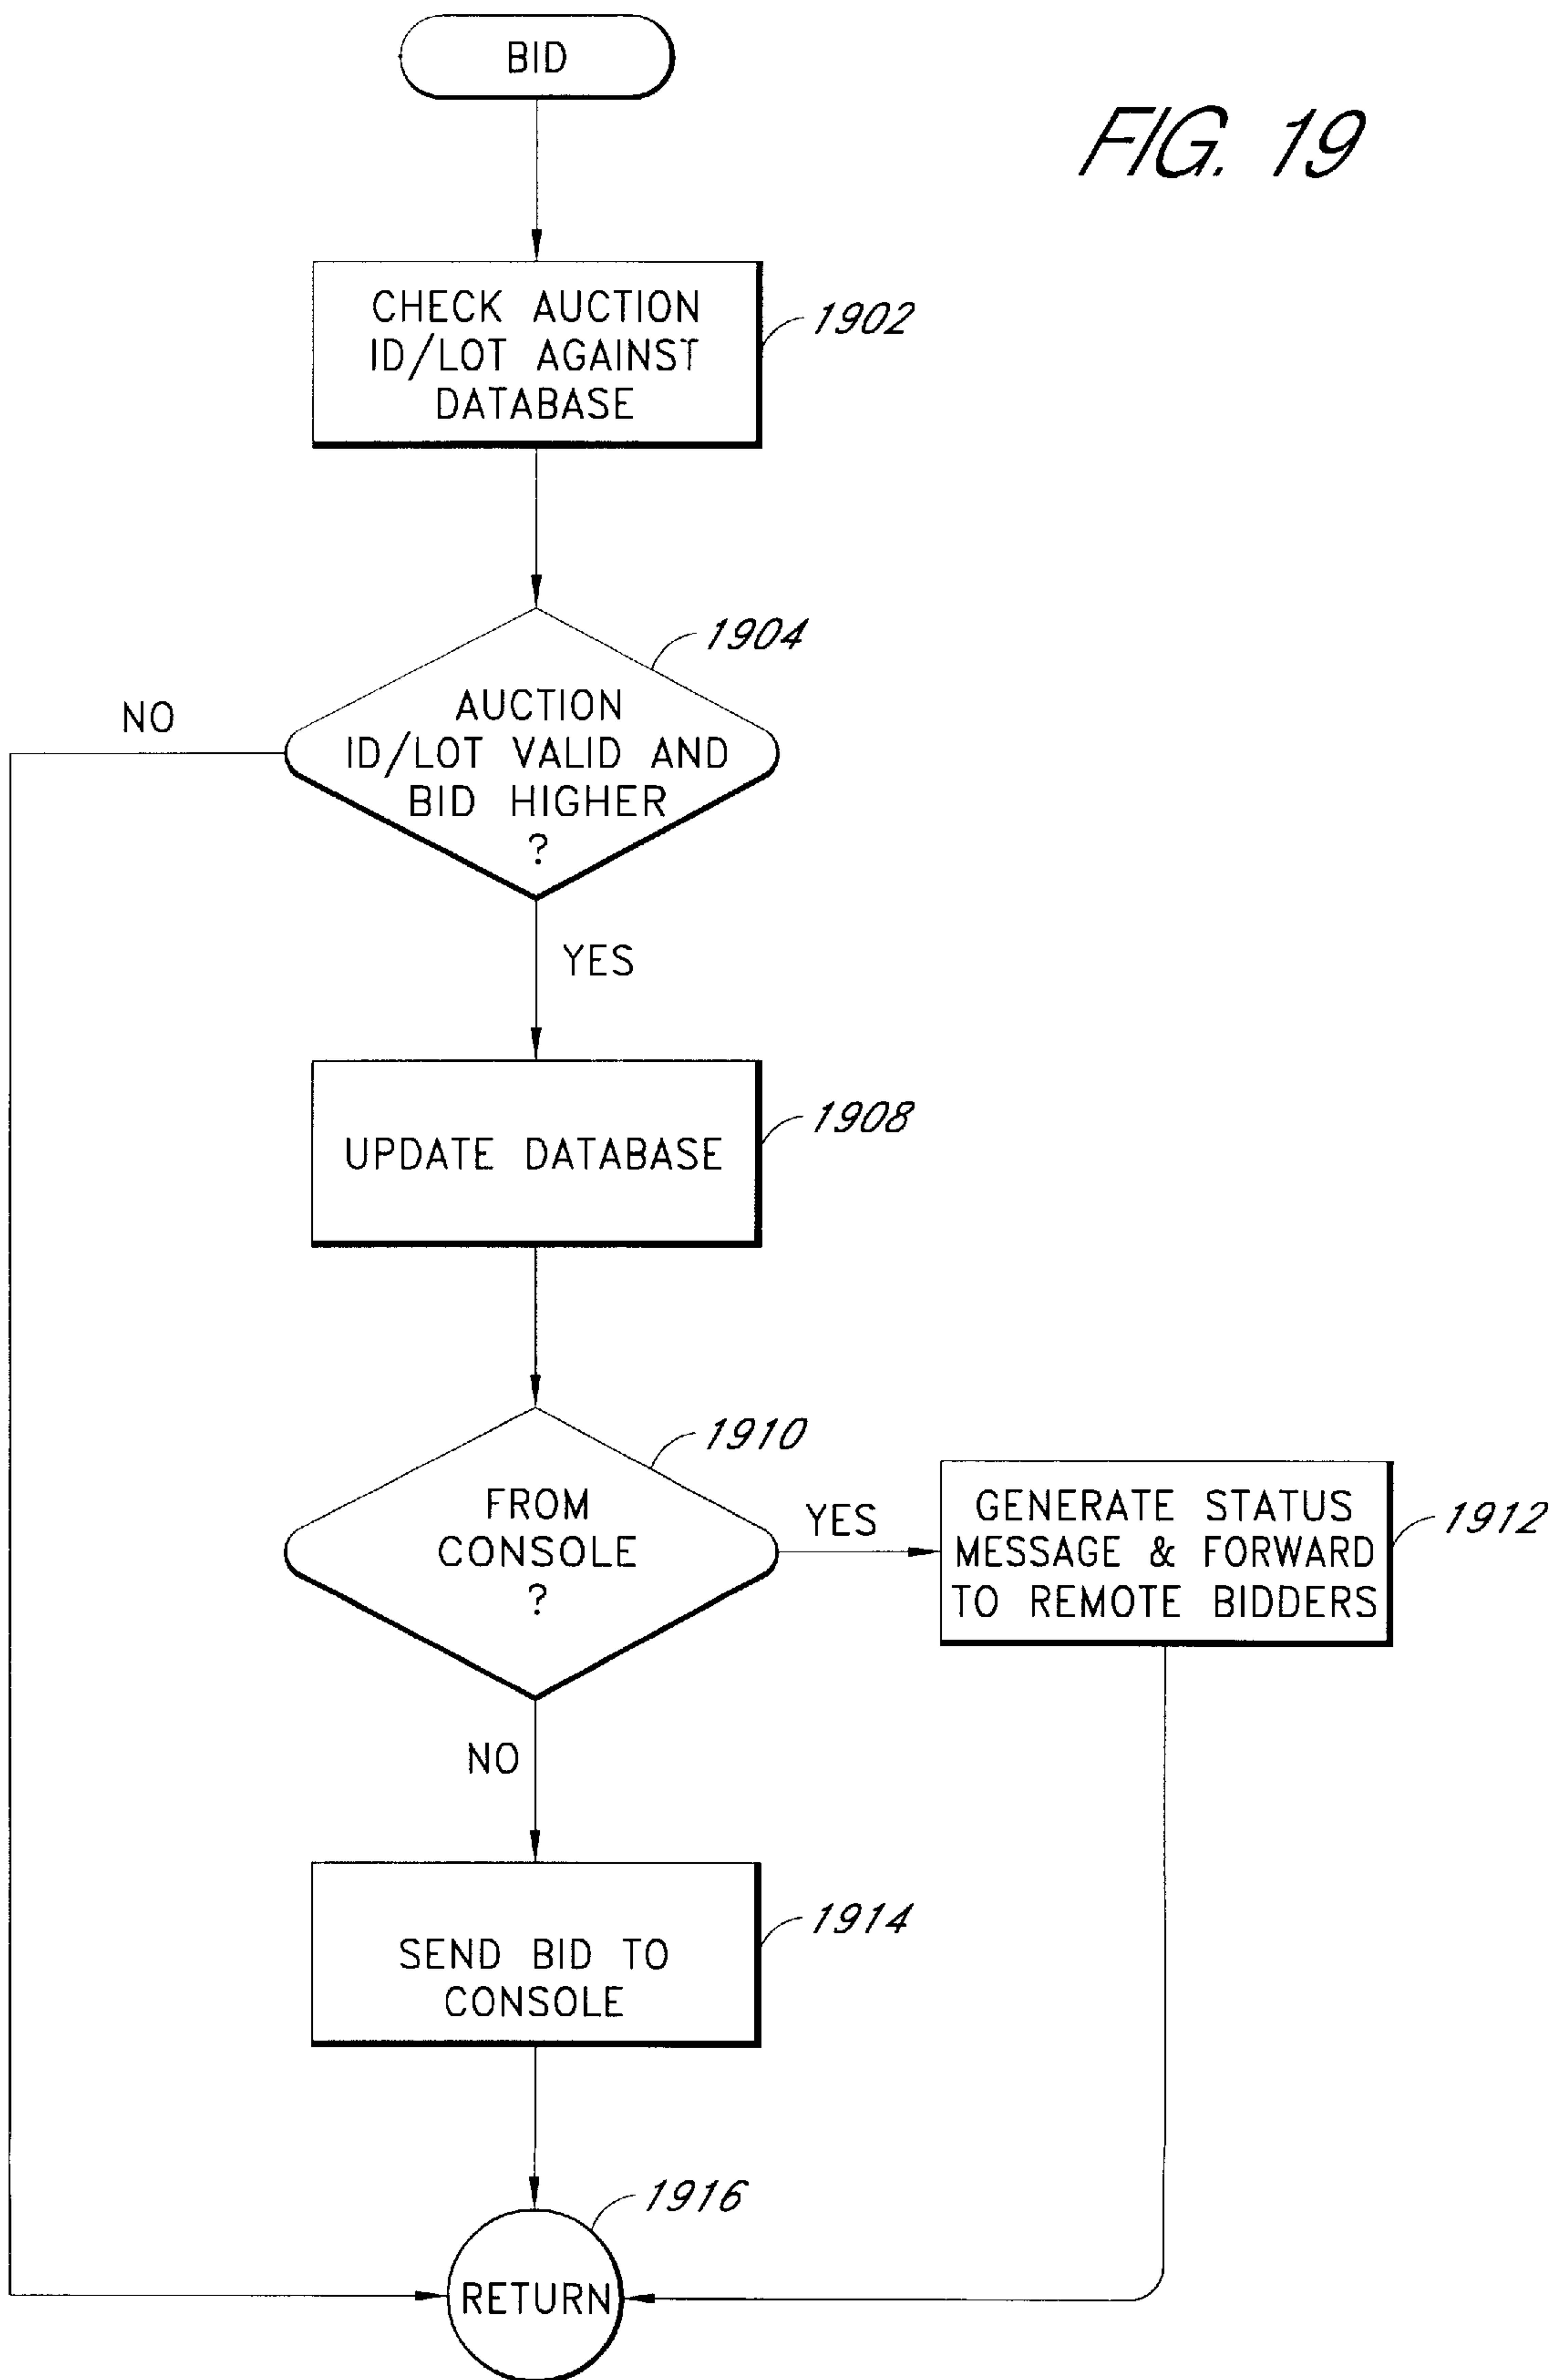 BID
FIG. 19
CHECK AUCTION
ID/LOT AGAINST
DATABASE
1902
1904
AUCTION
ID/LOT VALID AND
BID HIGHER
?
NO
YES
UPDATE DATABASE
1908
1910
FROM
CONSOLE
?
YES
GENERATE STATUS
MESSAGE & FORWARD
TO REMOTE BIDDERS
1912
NO
SEND BID TO
CONSOLE
1914
1916
RETURN